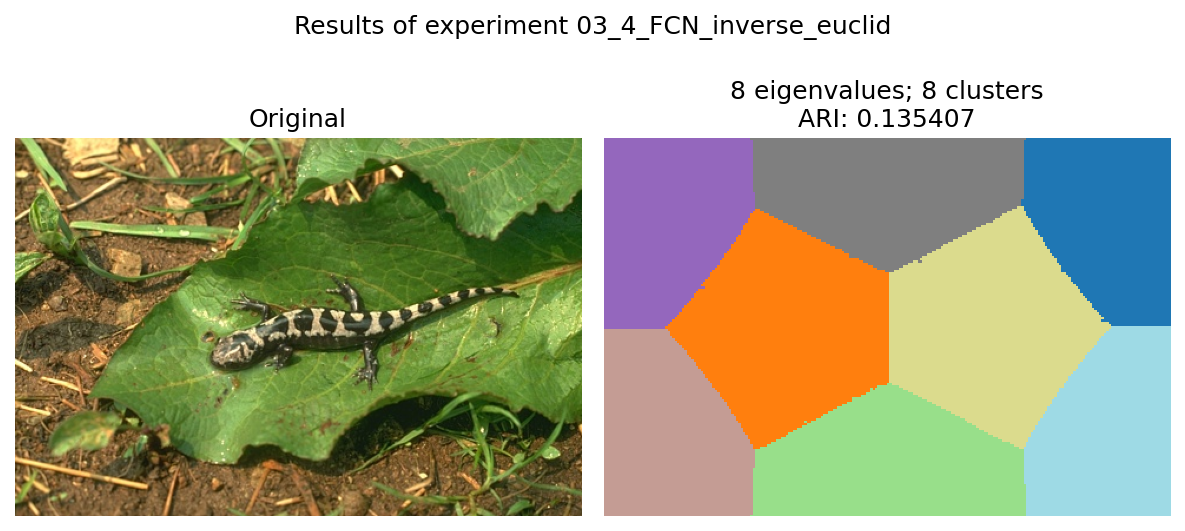 Results of experiment 03_4_FCN_inverse_euclid
Original
8 eigenvalues; 8 clusters
ARI: 0.135407